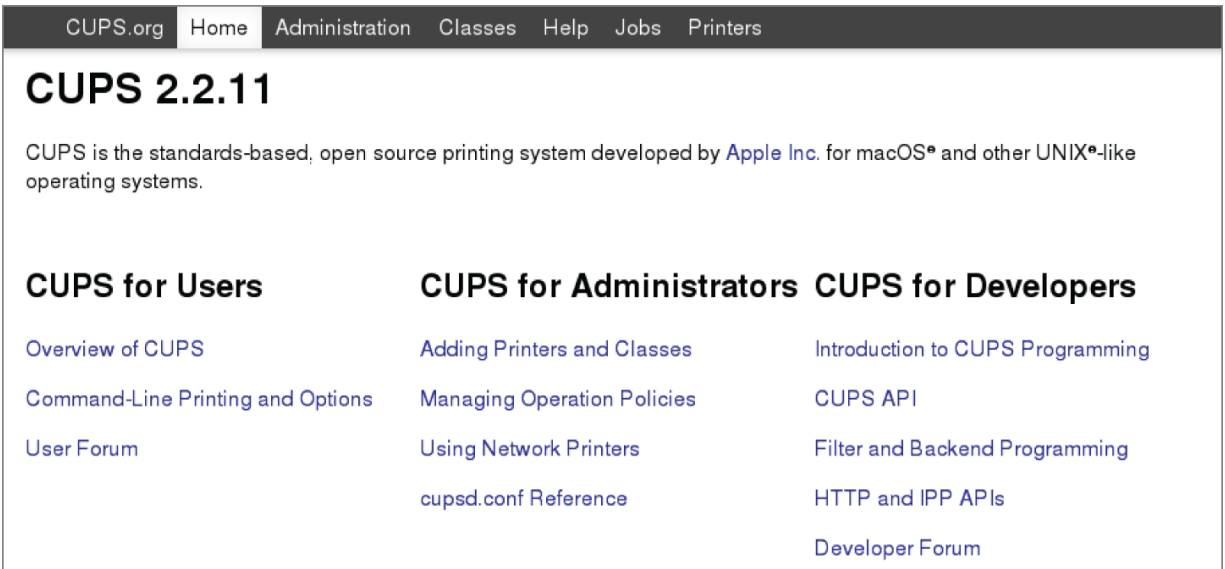 CUPS.org Home Administration Classes Help Jobs Printers
CUPS 2.2.11
CUPS is the standards-based, open source printing system developed by Apple Inc. for macOS® and other UNIX®-like
operating systems.
CUPS for Users
Overview of CUPS
Command-Line Printing and Options
User Forum
CUPS for Administrators
Adding Printers and Classes
Managing Operation Policies
Using Network Printers
cupsd.conf Reference
CUPS for Developers
Introduction to CUPS Programming
CUPS API
Filter and Backend Programming
HTTP and IPP APIs
Developer Forum